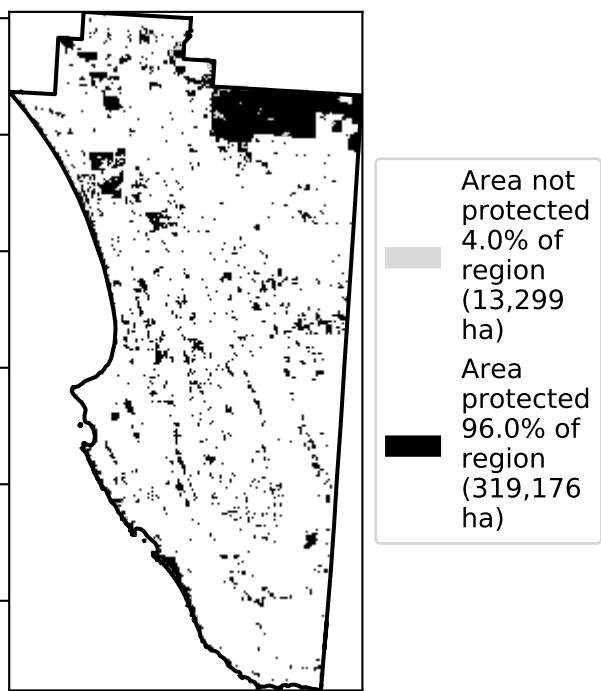 Area not
protected
4.0% of
region
(13,299
ha)
Area
protected
96.0% of
region
(319,176
ha)